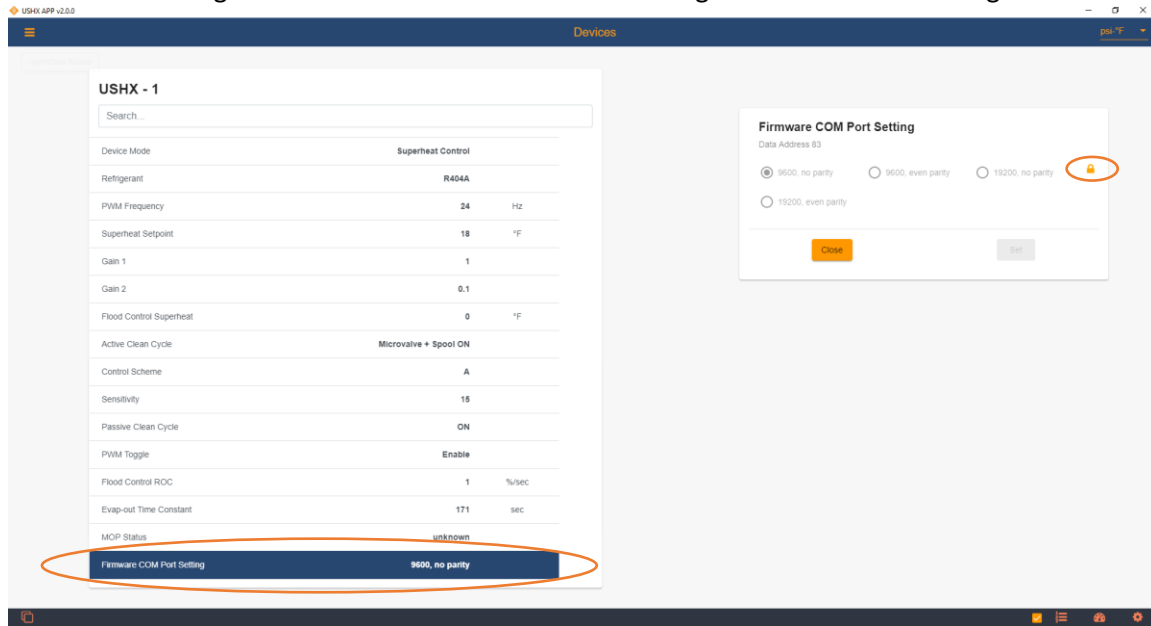 USHX APP v2.0.0
Devices
psi-°F
USHX - 1
Search...
Device Mode Superheat Control
Refrigerant R404A
PWM Frequency 24 Hz
Superheat Setpoint 18 °F
Gain 1 1
Gain 2 0.1
Flood Control Superheat 0 °F
Active Clean Cycle Microvalve + Spool ON
Control Scheme A
Sensitivity 15
Passive Clean Cycle ON
PWM Toggle Enable
Flood Control ROC 1 %/sec
Evap-out Time Constant 171 sec
MOP Status unknown
Firmware COM Port Setting 9600, no parity
Firmware COM Port Setting
Data Address 83
9600, no parity 9600, even parity 19200, no parity
19200, even parity
Close Set